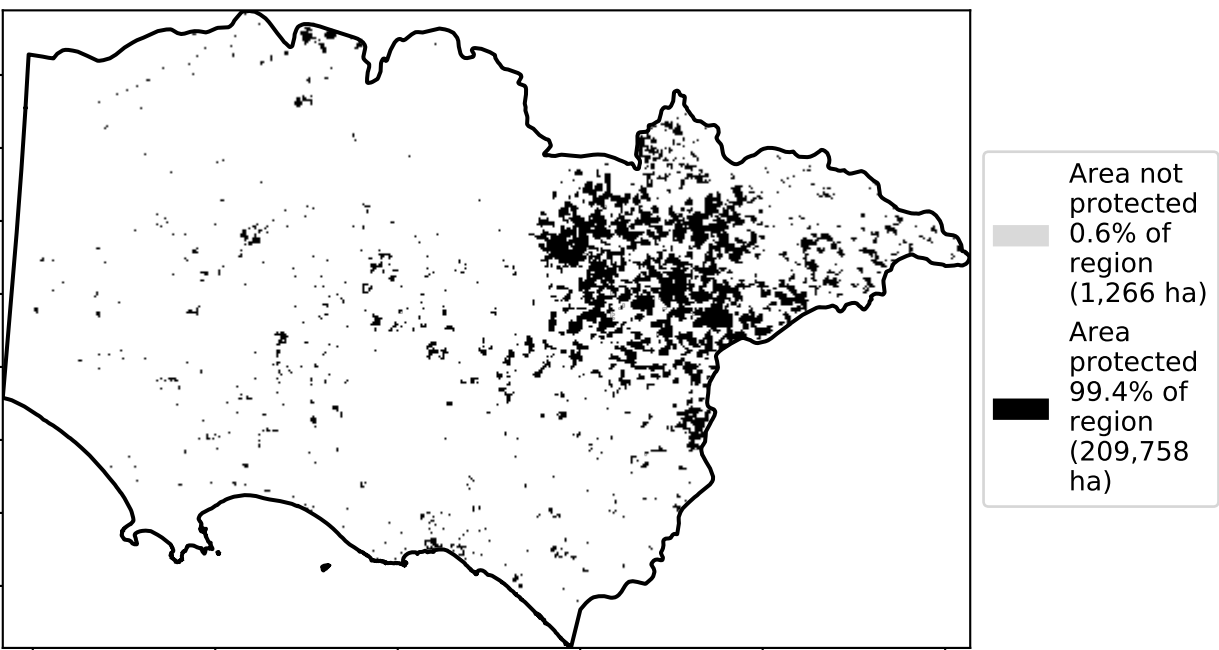 Area not
protected
0.6% of
region
(1,266 ha)
Area
protected
99.4% of
region
(209,758
ha)